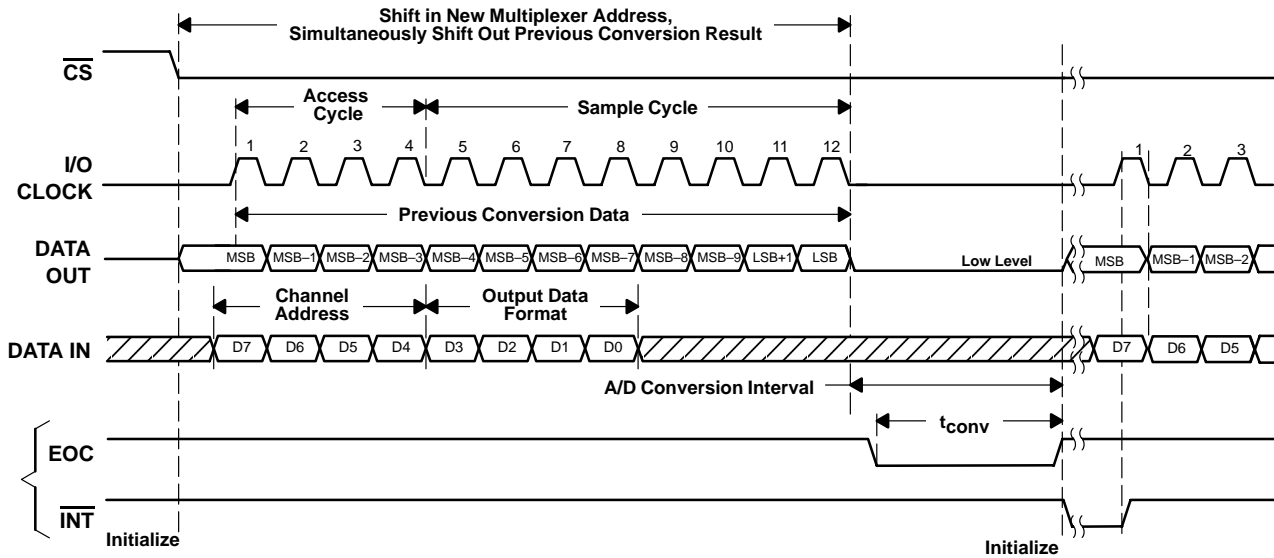 Shift in New Multiplexer Address,
Simultaneously Shift Out Previous Conversion Result
CS
Access
Cycle
Sample Cycle
1 2 3 4 5 6 7 8 9 10 11 12 1 2 3
I/O
CLOCK
Previous Conversion Data
DATA
OUT
MSB MSB–1 MSB–2 MSB–3 MSB–4 MSB–5 MSB–6 MSB–7 MSB–8 MSB–9 LSB+1 LSB Low Level MSB MSB–1 MSB–2
Channel
Address
Output Data
Format
DATA IN
D7 D6 D5 D4 D3 D2 D1 D0 D7 D6 D5
A/D Conversion Interval
tconv
EOC
INT
Initialize
Initialize